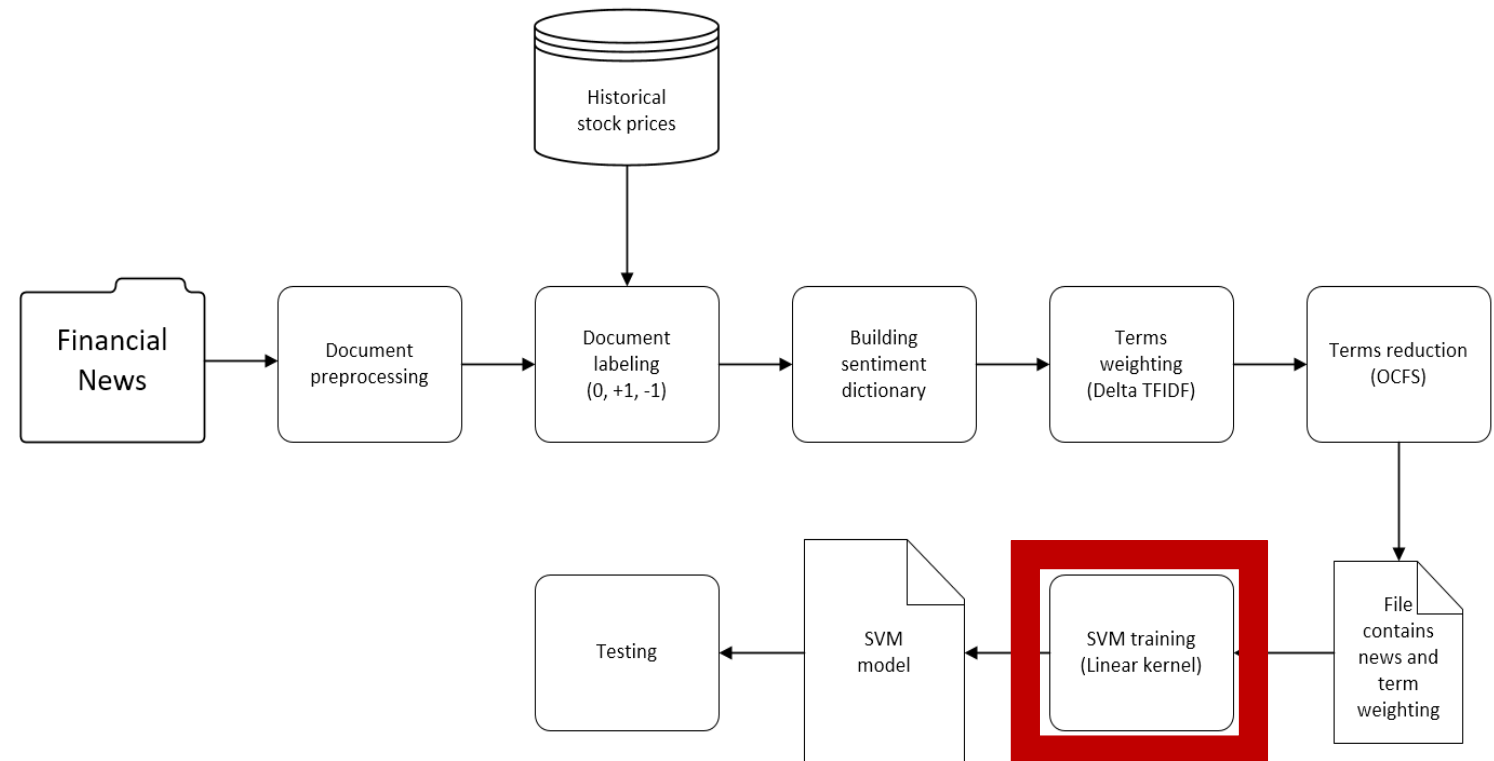 Historical
stock prices
Financial
News
Document
preprocessing
Document
labeling
(0, +1, -1)
Building
sentiment
dictionary
Terms
weighting
(Delta TFIDF)
Terms reduction
(OCFS)
Testing
SVM
model
SVM training
(Linear kernel)
File
contains
news and
term
weighting